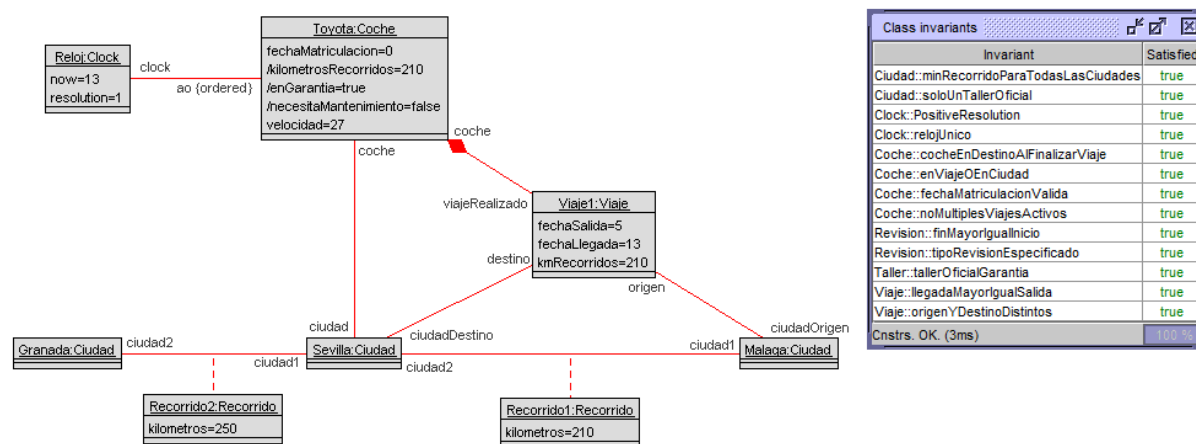 Toyota:Coche
fechaMatriculacion=0
/kilometrosRecorridos=210
/enGarantia=true
/necesitaMantenimiento=false
velocidad=27
Reloj:Clock
now=13
resolution=1
clock
ao {ordered}
coche
coche
viajeRealizado
Viaje1:Viaje
fechaSalida=5
fechaLlegada=13
kmRecorridos=210
destino
origen
ciudad
ciudadDestino
ciudadOrigen
Granada:Ciudad
ciudad2
ciudad1
Sevilla:Ciudad
ciudad2
ciudad1
Malaga:Ciudad
Recorrido2:Recorrido
kilometros=250
Recorrido1:Recorrido
kilometros=210
Class invariants
Invariant Satisfied
Ciudad::minRecorridoParaTodasLasCiudades true
Ciudad::soloUnTallerOficial true
Clock::PositiveResolution true
Clock::relojUnico true
Coche::cocheEnDestinoAlFinalizarViaje true
Coche::enViajeOEnCiudad true
Coche::fechaMatriculacionValida true
Coche::noMultiplesViajesActivos true
Revision::finMayorIgualInicio true
Revision::tipoRevisionEspecificado true
Taller::tallerOficialGarantia true
Viaje::llegadaMayorIgualSalida true
Viaje::origenYDestinoDistintos true
Cnstrs. OK. (3ms) 100 %